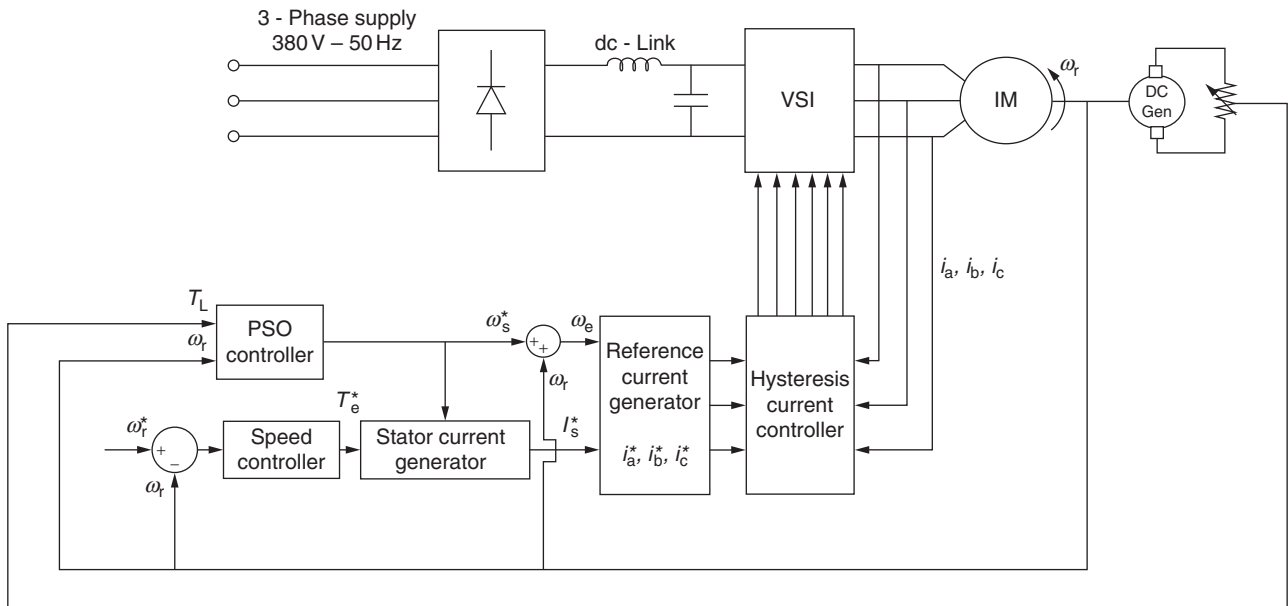 3 - Phase supply
380 V – 50 Hz
dc - Link
VSI
IM
ω_r
DC
Gen
i_a, i_b, i_c
T_L
ω_r
PSO
controller
ω_s^*
+
+
ω_e
ω_r
Reference
current
generator
i_a^*, i_b^*, i_c^*
Hysteresis
current
controller
ω_r^*
+
−
ω_r
Speed
controller
T_e^*
Stator current
generator
I_s^*